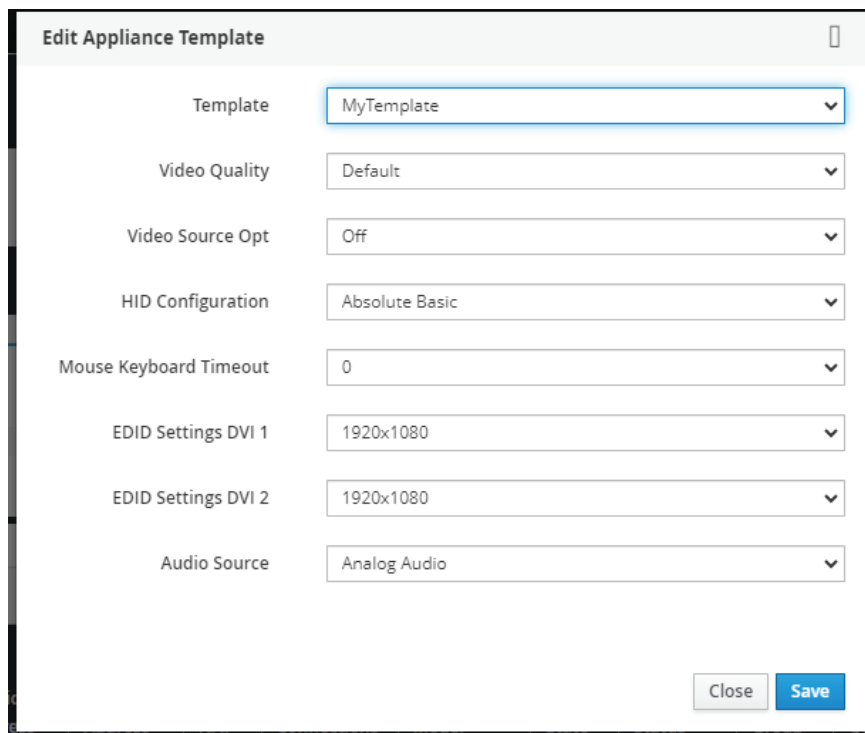 Edit Appliance Template
Template MyTemplate
Video Quality Default
Video Source Opt Off
HID Configuration Absolute Basic
Mouse Keyboard Timeout 0
EDID Settings DVI 1 1920x1080
EDID Settings DVI 2 1920x1080
Audio Source Analog Audio
Close Save